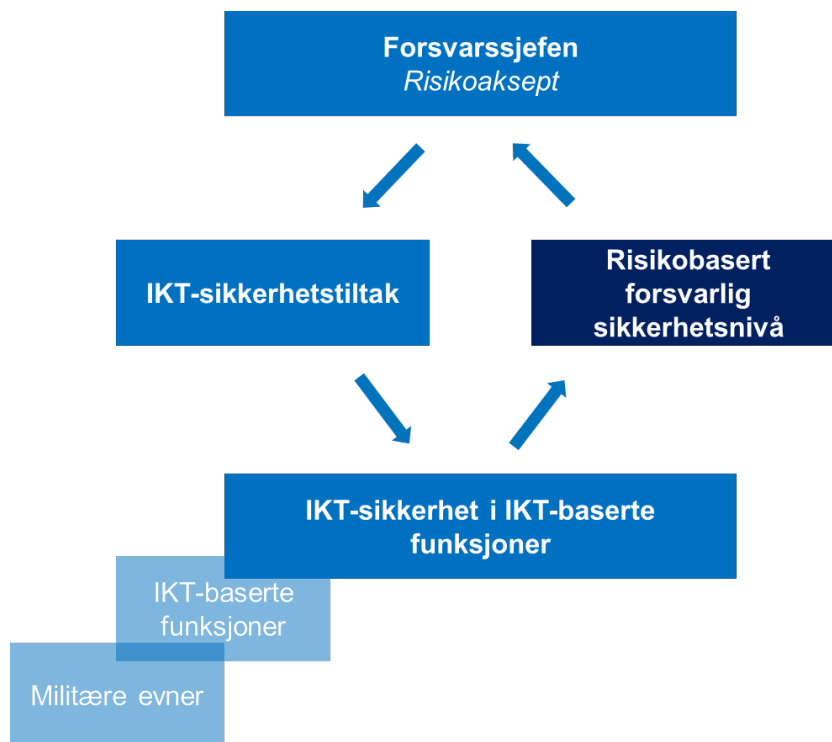 Forsvarssjefen
Risikoaksept
IKT-sikkerhetstiltak
Risikobasert
forsvarlig
sikkerhetsnivå
IKT-sikkerhet i IKT-baserte
funksjoner
IKT-baserte
funksjoner
Militære evner